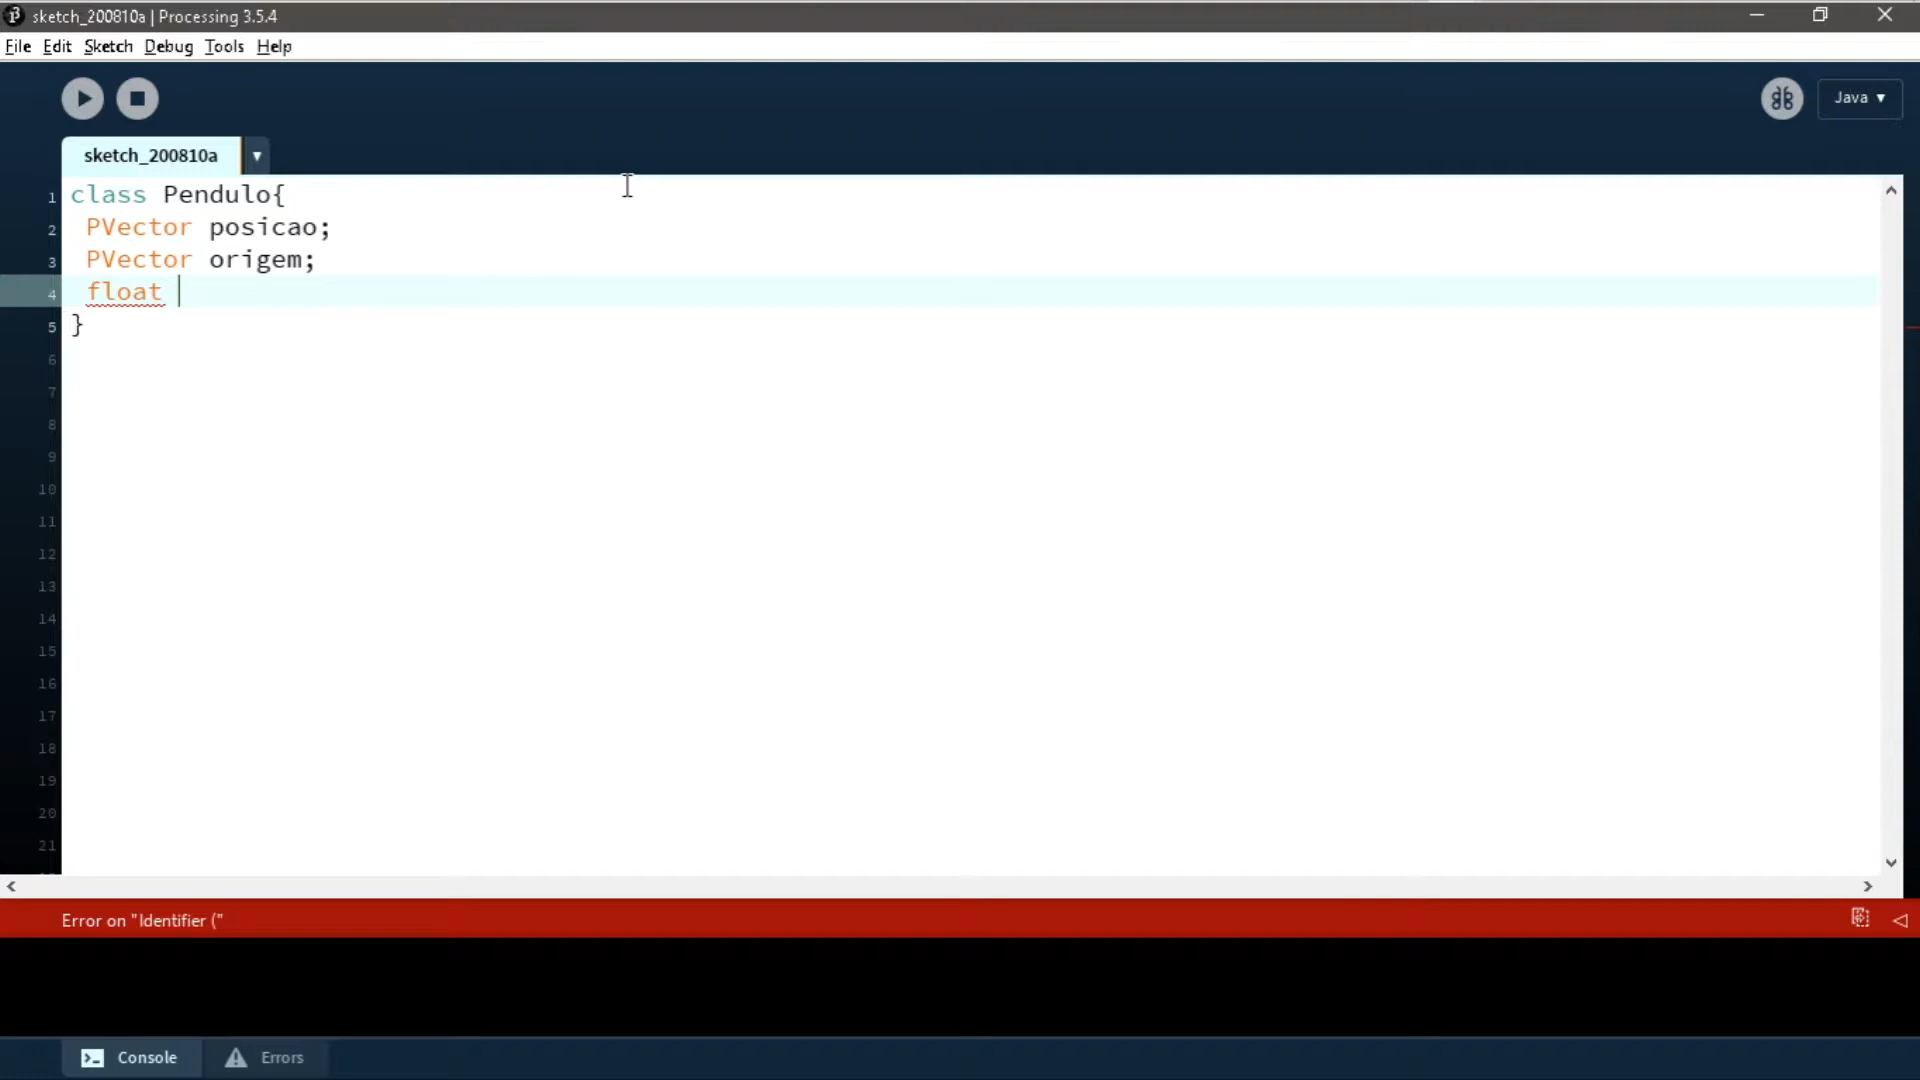 sketch_200810a | Processing 3.5.4
File Edit Sketch Debug Tools Help
Java ▾
sketch_200810a ▾
1 class Pendulo{
2 PVector posicao;
3 PVector origem;
4 float
5 }
6
7
8
9
10
11
12
13
14
15
16
17
18
19
20
21
Error on "Identifier ("
Console Errors